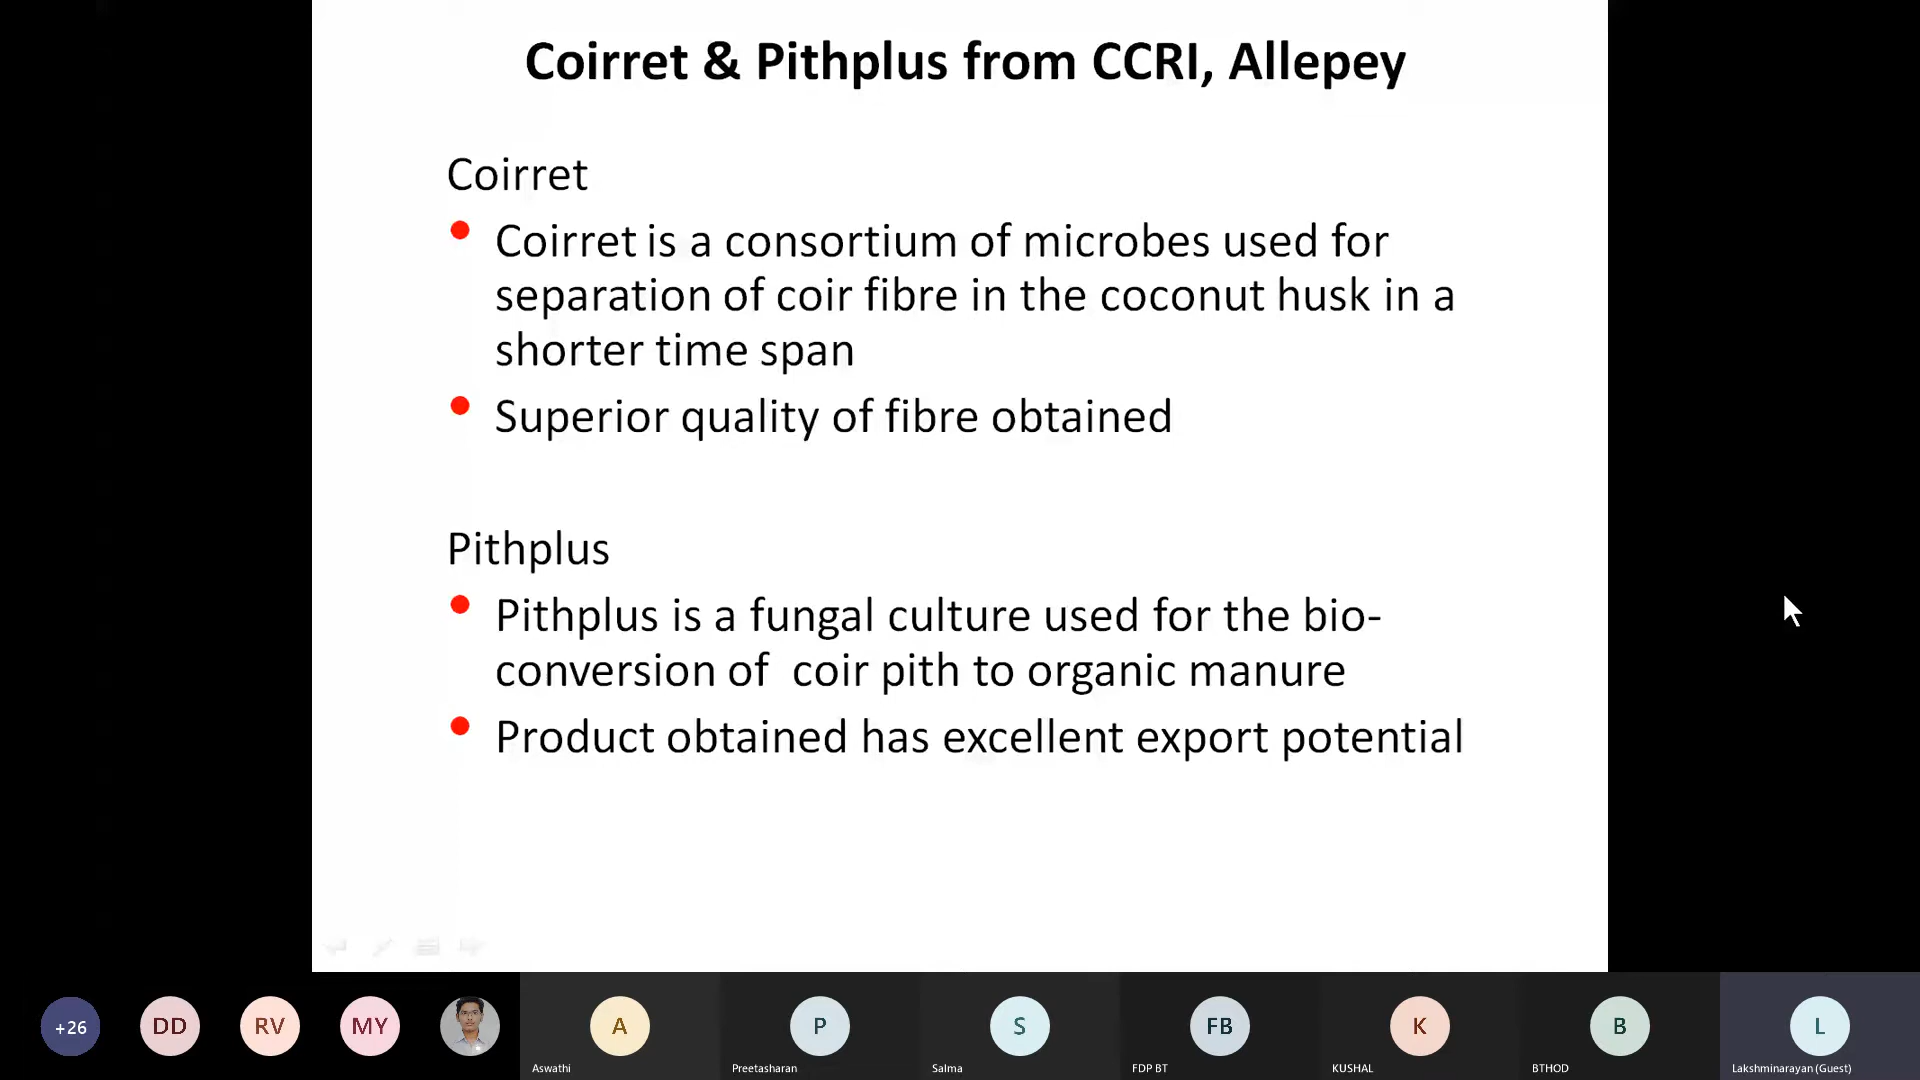 Coirret & Pithplus from CCRI, Allepey
Coirret
• Coirret is a consortium of microbes used for
separation of coir fibre in the coconut husk in a
shorter time span
• Superior quality of fibre obtained
Pithplus
• Pithplus is a fungal culture used for the bio-
conversion of coir pith to organic manure
• Product obtained has excellent export potential
+26 DD RV MY A P S FB K B L
Aswathi Preetasharan Salma FDP BT KUSHAL BTHOD Lakshminarayan (Guest)